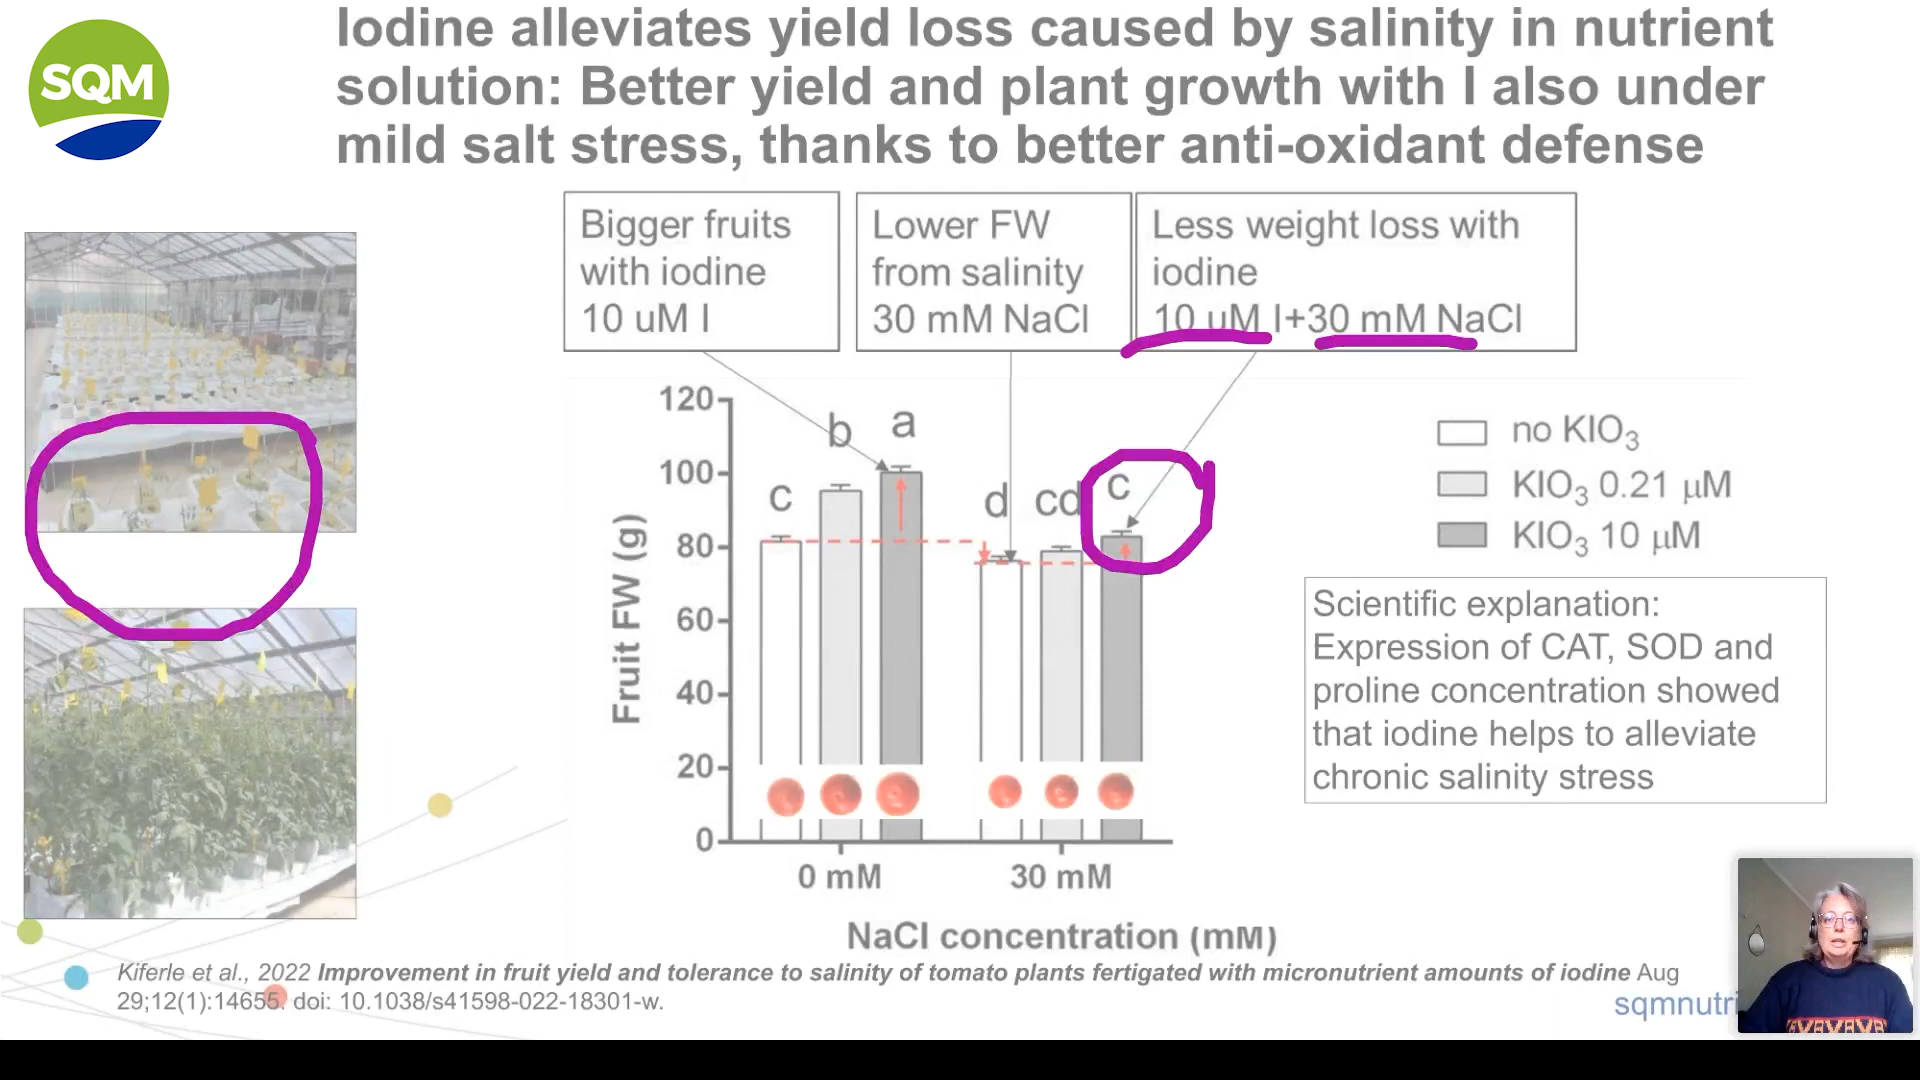 SQM
Iodine alleviates yield loss caused by salinity in nutrient
solution: Better yield and plant growth with I also under
mild salt stress, thanks to better anti-oxidant defense
Bigger fruits
with iodine
10 uM I
Lower FW
from salinity
30 mM NaCl
Less weight loss with
iodine
10 uM I+30 mM NaCl
120
100
80
60
40
20
0
Fruit FW (g)
c
b
a
d
cd
c
0 mM
30 mM
NaCl concentration (mM)
no KIO3
KIO3 0.21 µM
KIO3 10 µM
Scientific explanation:
Expression of CAT, SOD and
proline concentration showed
that iodine helps to alleviate
chronic salinity stress
Kiferle et al., 2022 Improvement in fruit yield and tolerance to salinity of tomato plants fertigated with micronutrient amounts of iodine Aug
29;12(1):14655. doi: 10.1038/s41598-022-18301-w.
sqmnutri